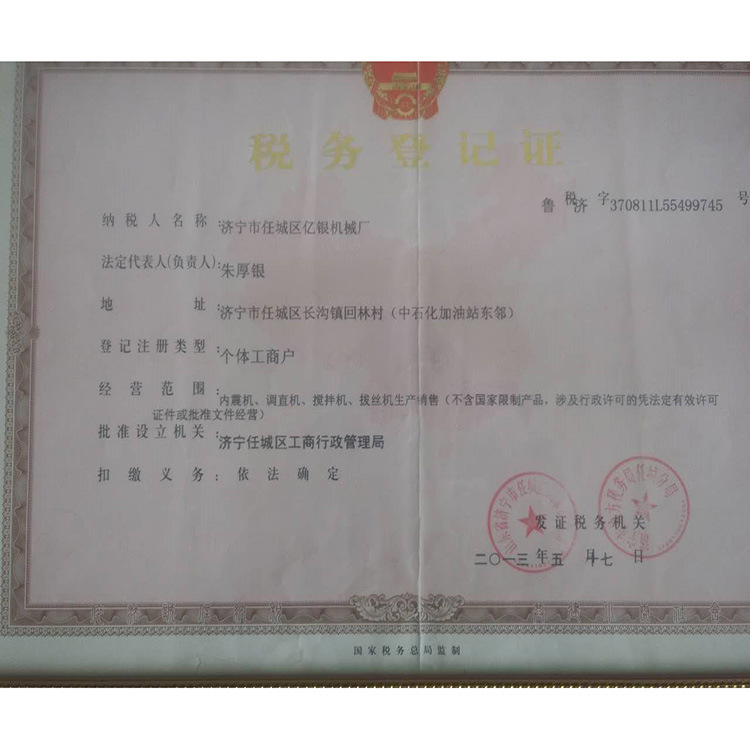 税务登记证
鲁济税字370811L55499745号
纳税人名称:济宁市任城区亿银机械厂
法定代表人(负责人):朱厚银
地址:济宁市任城区长沟镇回林村（中石化加油站东邻）
登记注册类型:个体工商户
经营范围:内震机、调直机、搅拌机、拔丝机生产销售（不含国家限制产品，涉及行政许可的凭法定有效许可
证件或批准文件经营）
批准设立机关:济宁任城区工商行政管理局
扣缴义务:依法确定
发证税务机关
二〇一三年五月十七日
国家税务总局监制